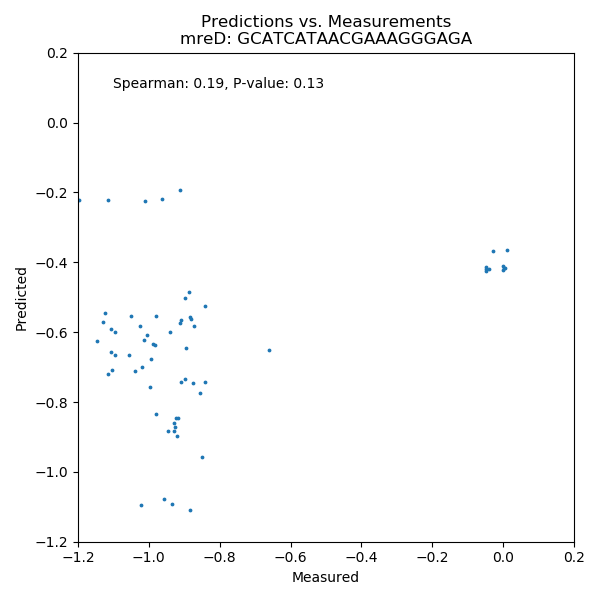 Predictions vs. Measurements
mreD: GCATCATAACGAAAGGGAGA
Spearman: 0.19, P-value: 0.13
0.2
0.0
−0.2
−0.4
−0.6
−0.8
−1.0
−1.2
Predicted
−1.2 −1.0 −0.8 −0.6 −0.4 −0.2 0.0 0.2
Measured